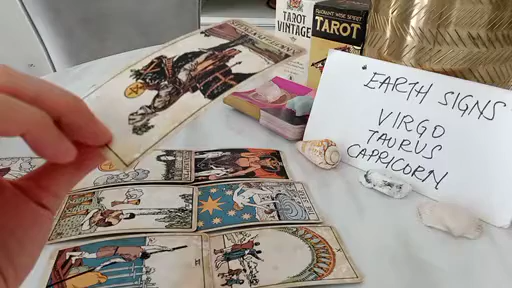 TAROT
VINTAGE
TAROT
EARTH SIGNS
VIRGO
TAURUS
CAPRICORN